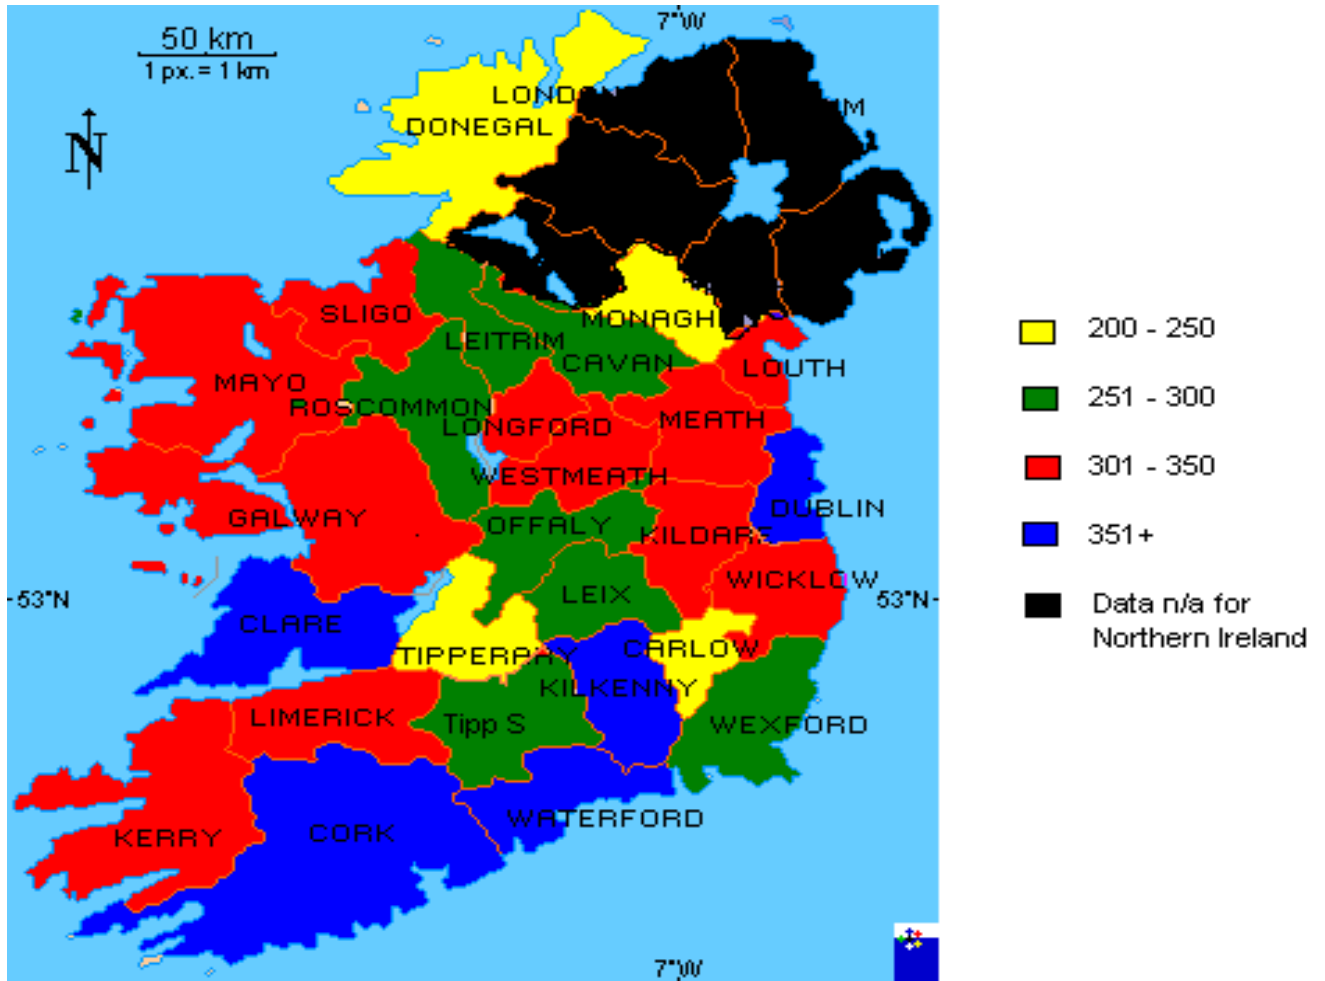 7°W
50 km
1 px. = 1 km
N
LOND
M
DONEGAL
SLIGO
MONAGH
LEITRIM
CAVAN
LOUTH
MAYO
ROSCOMMON
LONGFORD
MEATH
WESTMEATH
GALWAY
OFFALY
DUBLIN
KILDARE
WICKLOW
LEIX
53°N
53°N
CLARE
TIPPERARY
CARLOW
KILKENNY
LIMERICK
Tipp S
WEXFORD
WATERFORD
KERRY
CORK
7°W
200 - 250
251 - 300
301 - 350
351+
Data n/a for
Northern Ireland